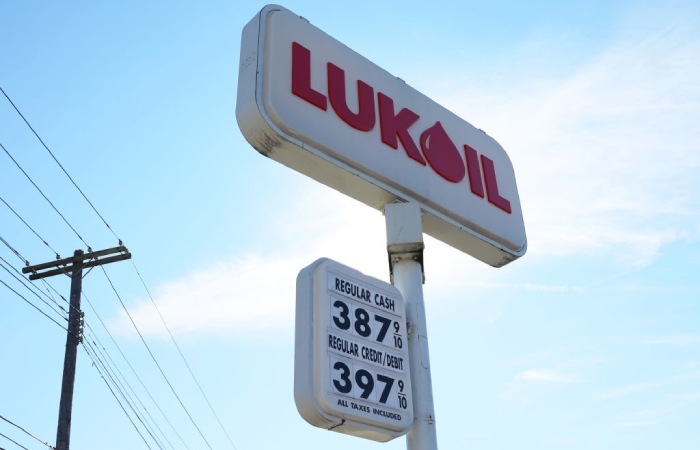 LUKOIL
REGULAR CASH
387 9/10
REGULAR CREDIT/DEBIT
397 9/10
ALL TAXES INCLUDED